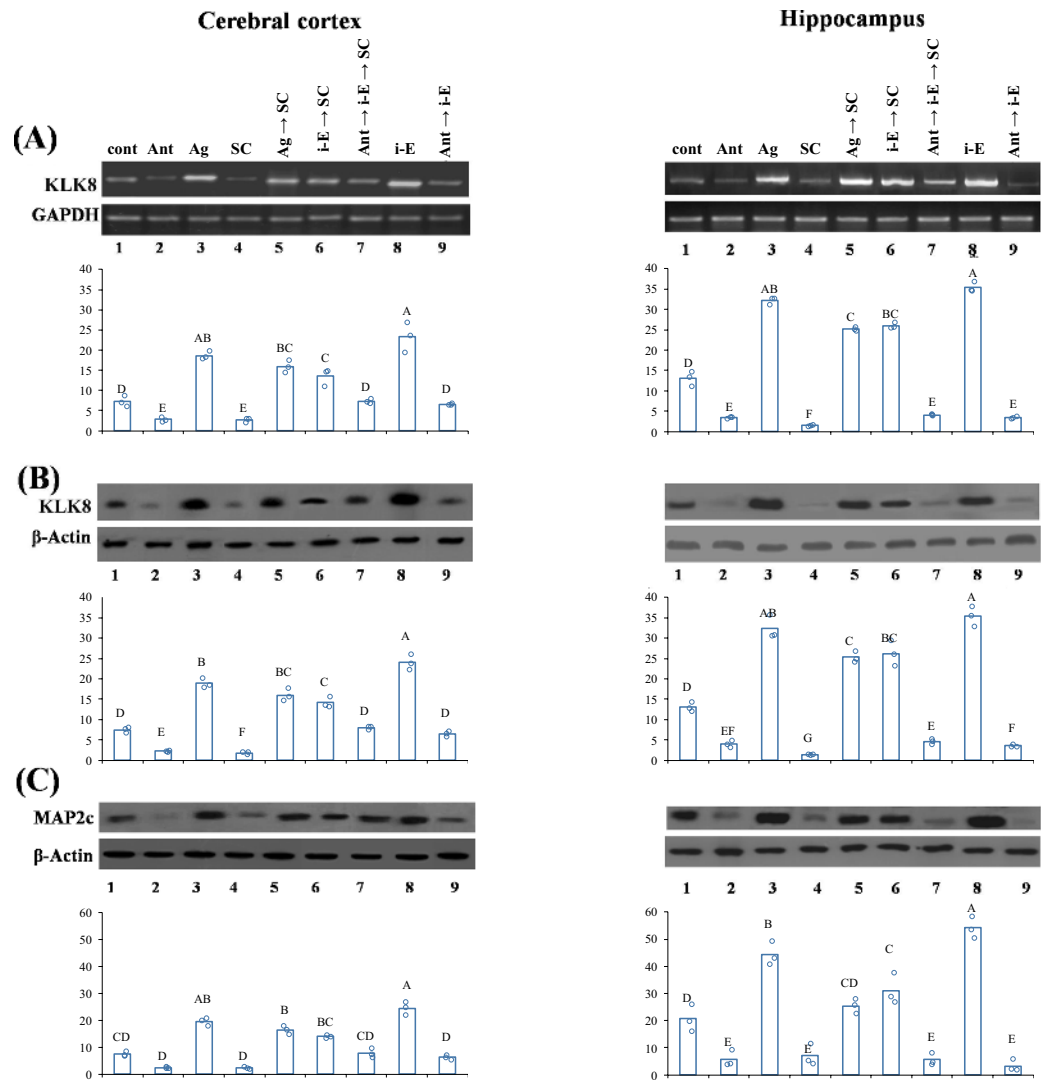 Cerebral cortex
Hippocampus
(A)
cont Ant Ag SC Ag → SC i-E → SC Ant → i-E → SC i-E Ant → i-E
cont Ant Ag SC Ag → SC i-E → SC Ant → i-E → SC i-E Ant → i-E
KLK8
GAPDH
1 2 3 4 5 6 7 8 9
1 2 3 4 5 6 7 8 9
40
35
30
25
20
15
10
5
0
D E AB E BC C D A D
40
35
30
25
20
15
10
5
0
D E AB F C BC E A E
(B)
KLK8
β-Actin
1 2 3 4 5 6 7 8 9
1 2 3 4 5 6 7 8 9
40
35
30
25
20
15
10
5
0
D E B F BC C D A D
40
35
30
25
20
15
10
5
0
D EF AB G C BC E A F
(C)
MAP2c
β-Actin
1 2 3 4 5 6 7 8 9
1 2 3 4 5 6 7 8 9
60
50
40
30
20
10
0
CD D AB D B BC CD A D
60
50
40
30
20
10
0
D E B E CD C E A E